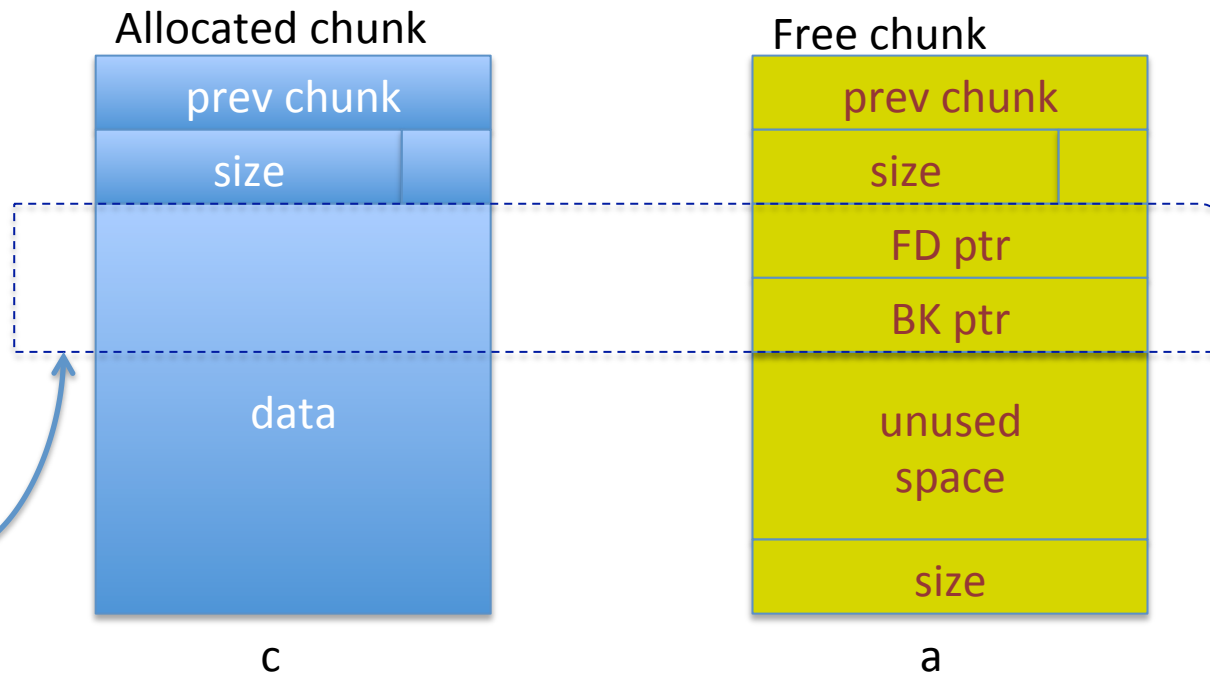 Allocated chunk
prev chunk
size
data
c
Free chunk
prev chunk
size
FD ptr
BK ptr
unused
space
size
a